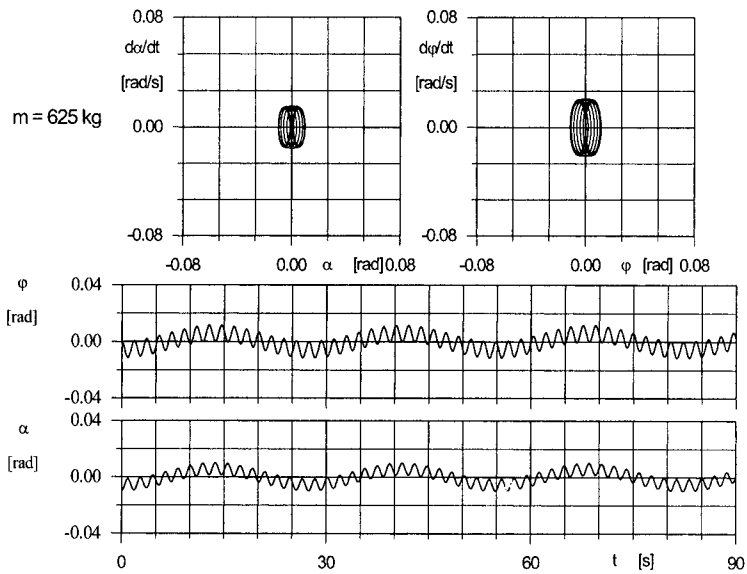 0.08
dα/dt
[rad/s]
0.00
-0.08
-0.08 0.00 α [rad] 0.08
0.08
dφ/dt
[rad/s]
0.00
-0.08
-0.08 0.00 φ [rad] 0.08
m = 625 kg
φ
[rad]
0.04
0.00
-0.04
α
[rad]
0.04
0.00
-0.04
0 30 60 t [s] 90